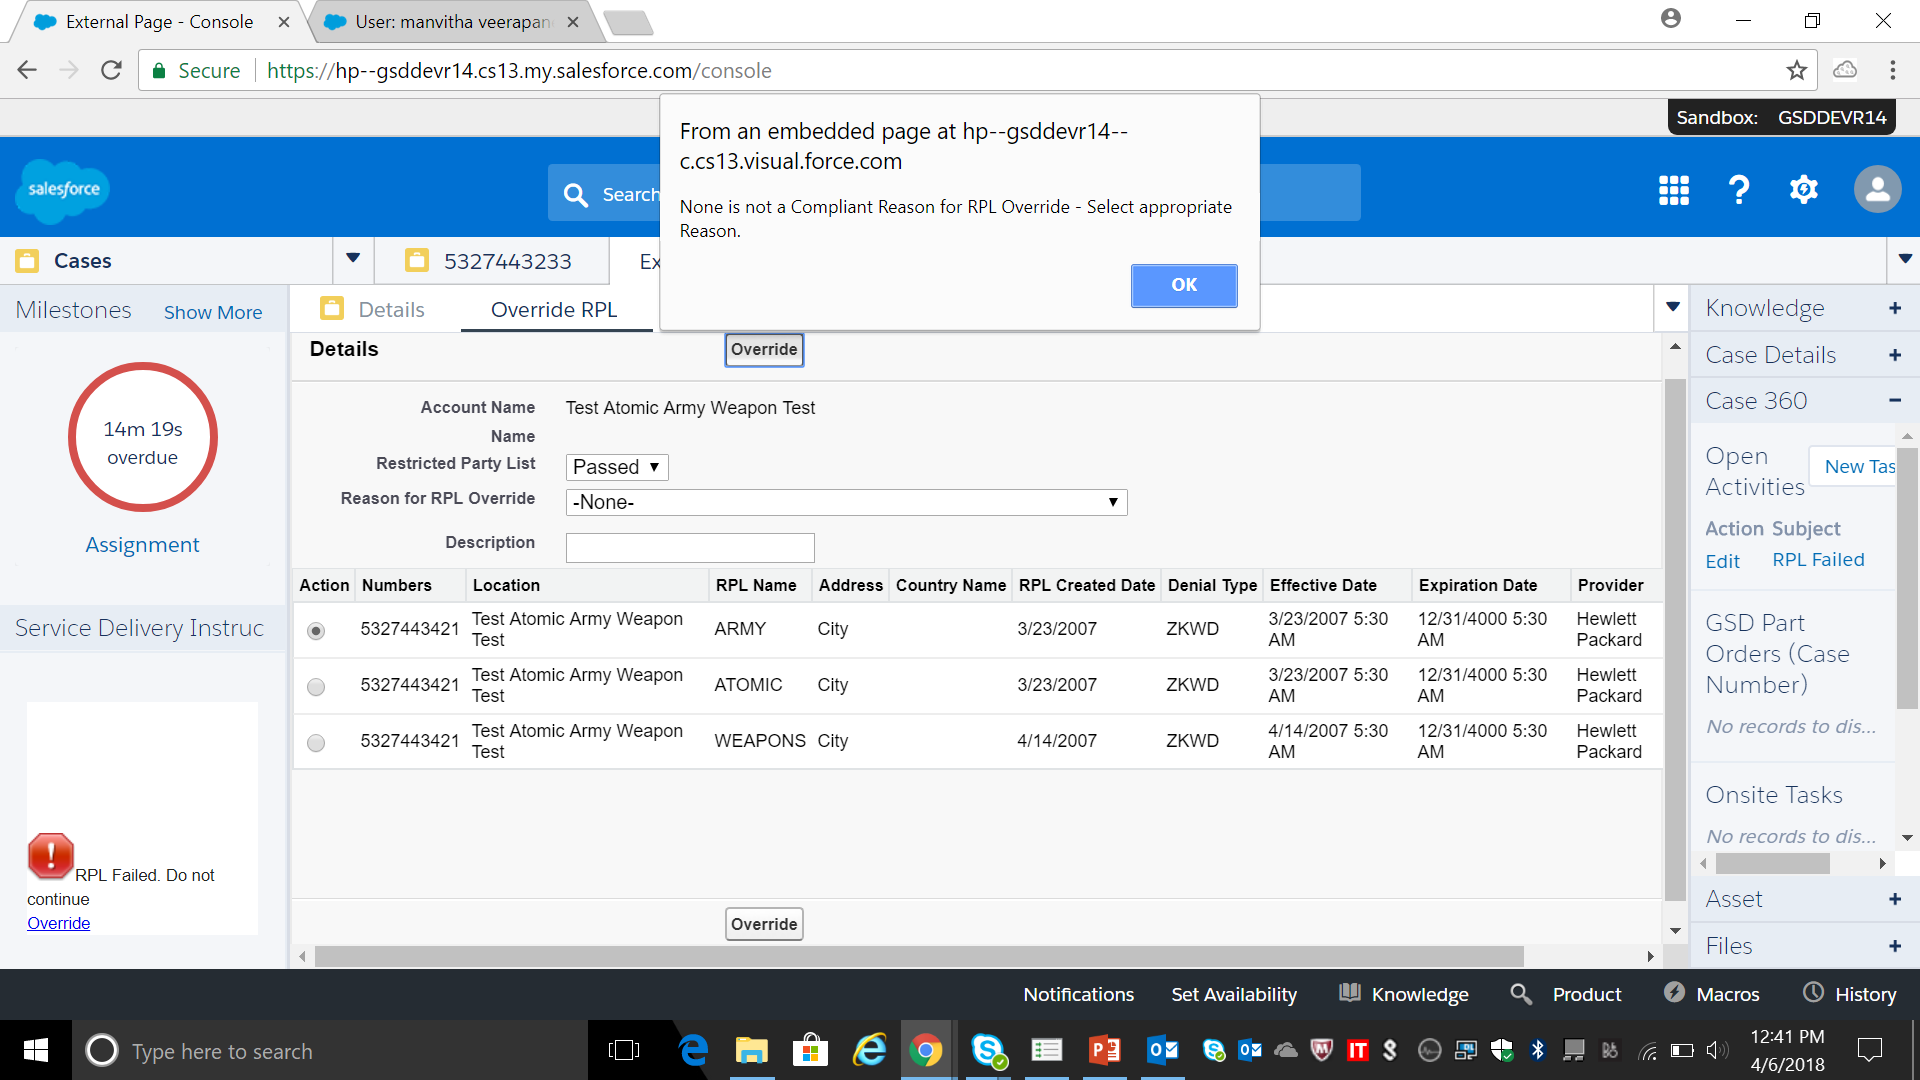 External Page - Console
User: manvitha veerapan
Secure
https://hp--gsddevr14.cs13.my.salesforce.com/console
Sandbox: GSDDEVR14
From an embedded page at hp--gsddevr14--
c.cs13.visual.force.com
None is not a Compliant Reason for RPL Override - Select appropriate
Reason.
OK
salesforce
Search
Cases
5327443233
Ex
Milestones
Show More
Details
Override RPL
Knowledge
Case Details
Case 360
14m 19s
overdue
Assignment
Service Delivery Instruc
RPL Failed. Do not
continue
Override
Details
Override
Account Name Test Atomic Army Weapon Test
Name
Restricted Party List Passed
Reason for RPL Override -None-
Description
Action Numbers Location RPL Name Address Country Name RPL Created Date Denial Type Effective Date Expiration Date Provider
5327443421 Test Atomic Army Weapon Test ARMY City 3/23/2007 ZKWD 3/23/2007 5:30 AM 12/31/4000 5:30 AM Hewlett Packard
5327443421 Test Atomic Army Weapon Test ATOMIC City 3/23/2007 ZKWD 3/23/2007 5:30 AM 12/31/4000 5:30 AM Hewlett Packard
5327443421 Test Atomic Army Weapon Test WEAPONS City 4/14/2007 ZKWD 4/14/2007 5:30 AM 12/31/4000 5:30 AM Hewlett Packard
Override
Open
Activities
New Tas
Action Subject
Edit RPL Failed
GSD Part
Orders (Case
Number)
No records to dis...
Onsite Tasks
No records to dis...
Asset
Files
Notifications
Set Availability
Knowledge
Product
Macros
History
Type here to search
12:41 PM
4/6/2018